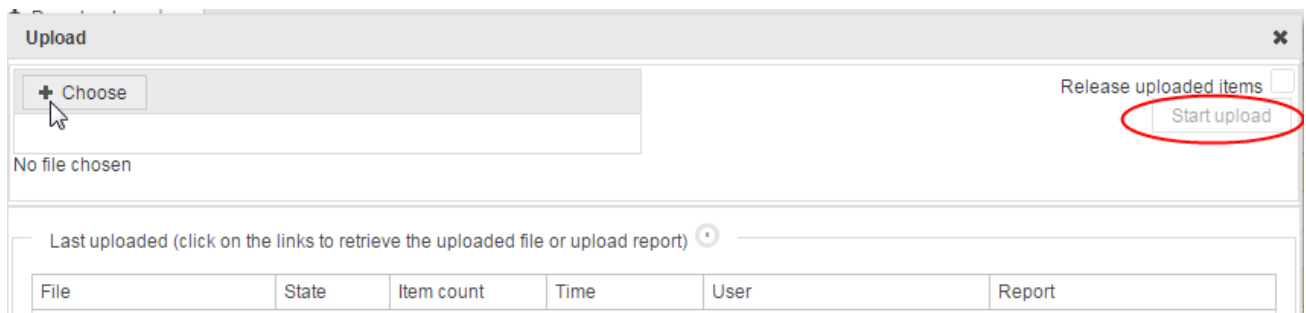 Upload
Choose
Release uploaded items
Start upload
No file chosen
Last uploaded (click on the links to retrieve the uploaded file or upload report)
File State Item count Time User Report